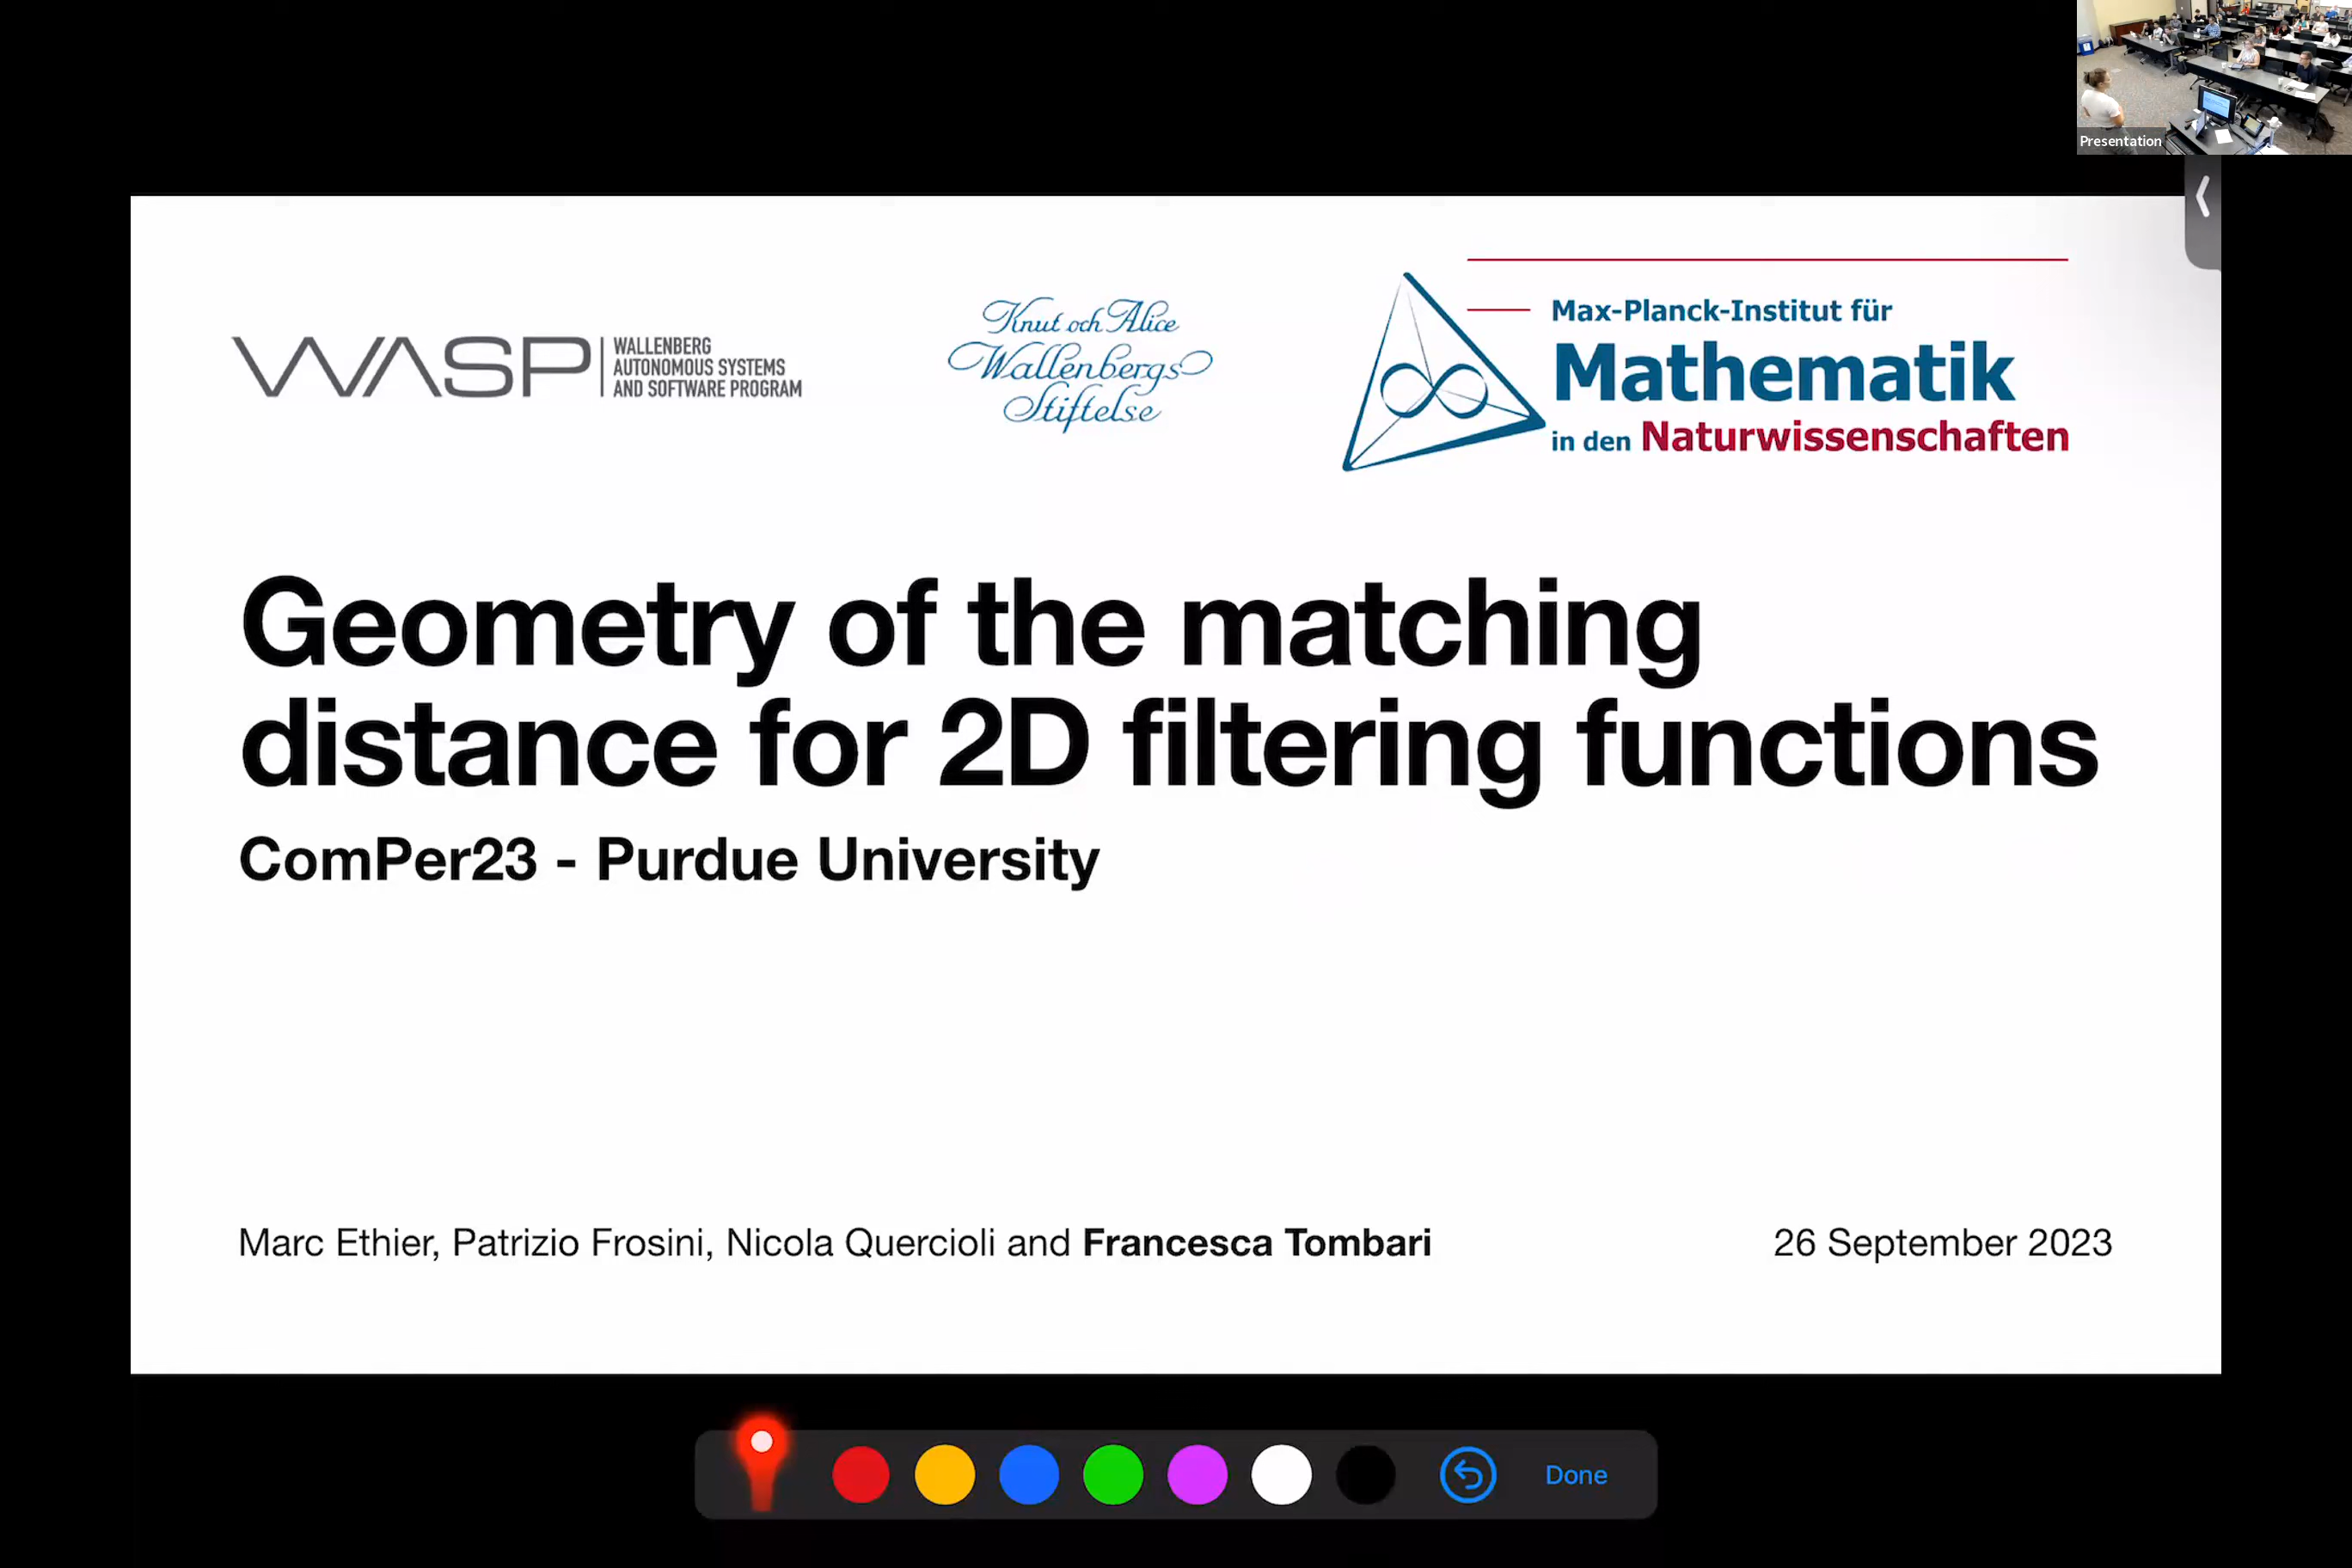 Presentation
WASP
WALLENBERG
AUTONOMOUS SYSTEMS
AND SOFTWARE PROGRAM
Knut och Alice
Wallenbergs
Stiftelse
Max-Planck-Institut für
Mathematik
in den Naturwissenschaften
Geometry of the matching
distance for 2D filtering functions
ComPer23 - Purdue University
Marc Ethier, Patrizio Frosini, Nicola Quercioli and Francesca Tombari
26 September 2023
Done